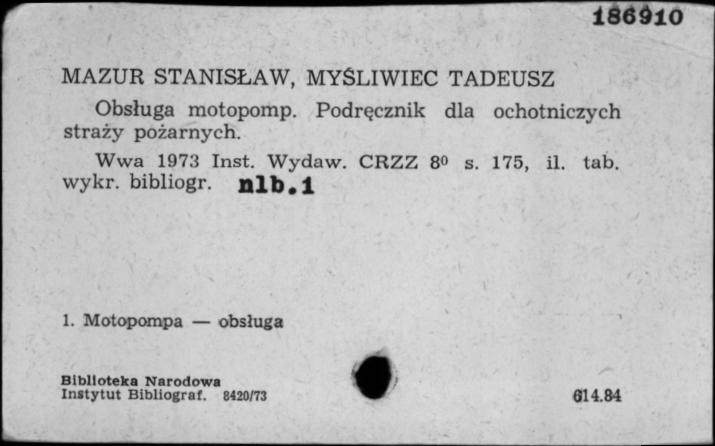 186910
MAZUR STANISŁAW, MYŚLIWIEC TADEUSZ
Obsługa motopomp. Podręcznik dla ochotniczych
straży pożarnych.
Wwa 1973 Inst. Wydaw. CRZZ 8⁰ s. 175, il. tab.
wykr. bibliogr. nlb.1
1. Motopompa — obsługa
Biblioteka Narodowa
Instytut Bibliograf. 8420/73
614.84